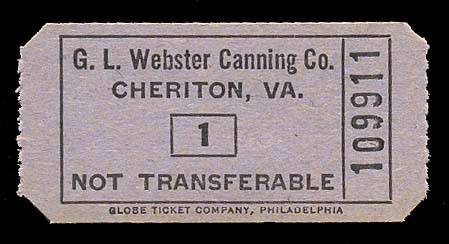 G. L. Webster Canning Co.
CHERITON, VA.
1
NOT TRANSFERABLE
GLOBE TICKET COMPANY, PHILADELPHIA
109911